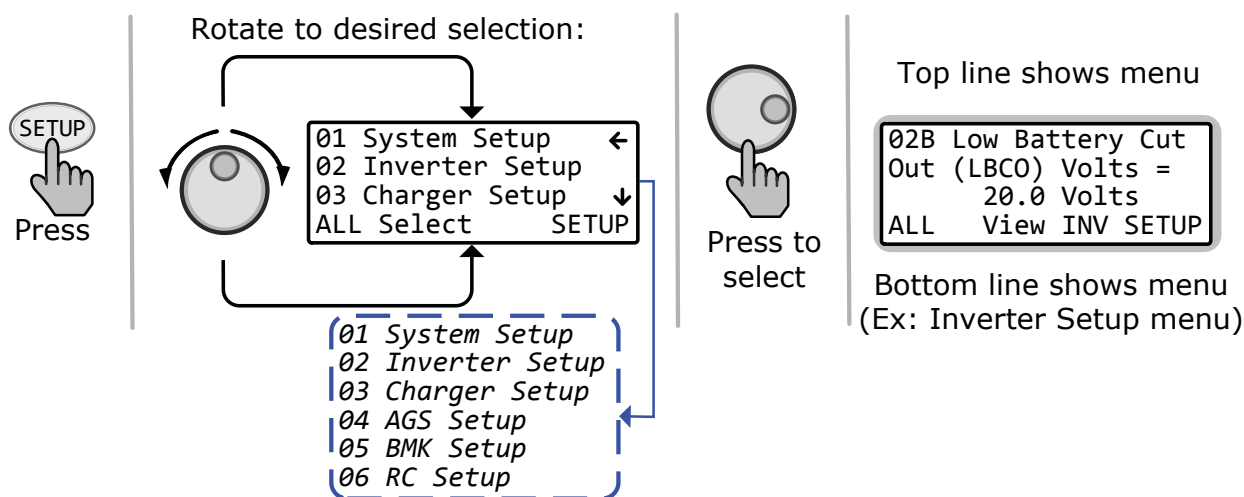 SETUP
Press
Rotate to desired selection:
01 System Setup ←
02 Inverter Setup
03 Charger Setup ↓
ALL Select SETUP
01 System Setup
02 Inverter Setup
03 Charger Setup
04 AGS Setup
05 BMK Setup
06 RC Setup
Press to
select
Top line shows menu
02B Low Battery Cut
Out (LBCO) Volts =
20.0 Volts
ALL View INV SETUP
Bottom line shows menu
(Ex: Inverter Setup menu)